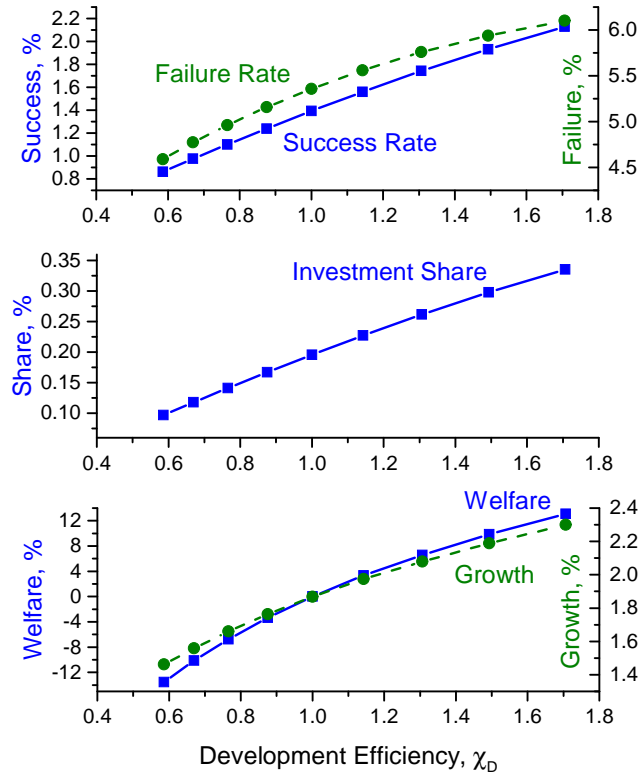 2.2
2.0
1.8
1.6
1.4
1.2
1.0
0.8
Success, %
Failure Rate
Success Rate
6.0
5.5
5.0
4.5
Failure, %
0.4 0.6 0.8 1.0 1.2 1.4 1.6 1.8
0.35
0.30
0.25
0.20
0.15
0.10
Share, %
Investment Share
0.4 0.6 0.8 1.0 1.2 1.4 1.6 1.8
12
8
4
0
-4
-8
-12
Welfare, %
Welfare
Growth
2.4
2.2
2.0
1.8
1.6
1.4
Growth, %
0.4 0.6 0.8 1.0 1.2 1.4 1.6 1.8
Development Efficiency, χD